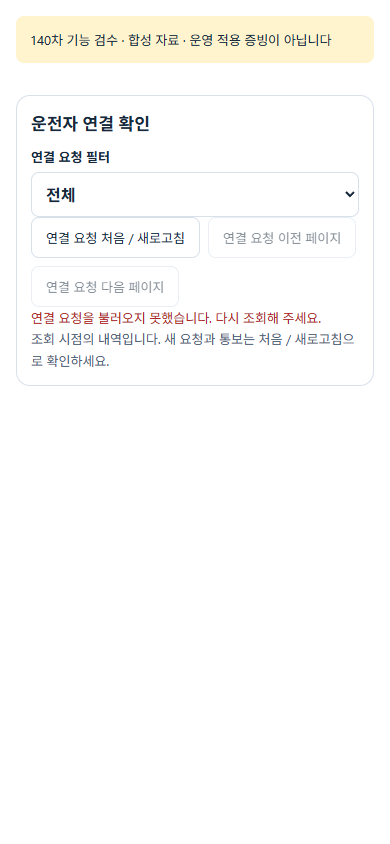 140차 기능 검수 · 합성 자료 · 운영 적용 증빙이 아닙니다
운전자 연결 확인
연결 요청 필터
전체
연결 요청 처음 / 새로고침
연결 요청 이전 페이지
연결 요청 다음 페이지
연결 요청을 불러오지 못했습니다. 다시 조회해 주세요.
조회 시점의 내역입니다. 새 요청과 통보는 처음 / 새로고침으
로 확인하세요.